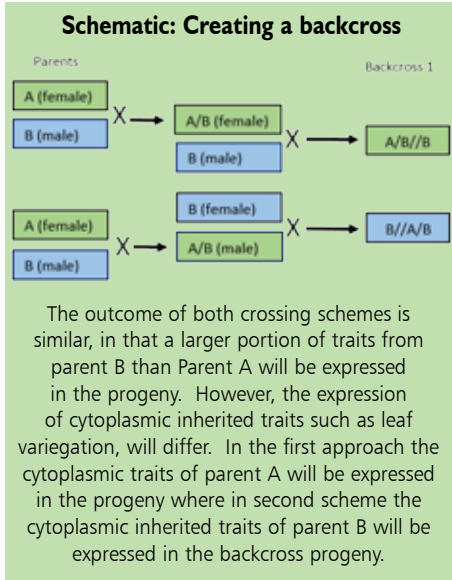 Schematic: Creating a backcross
Parents
Backcross 1
A (female)
B (male)
X
A/B (female)
B (male)
X
A/B//B
A (female)
B (male)
X
B (female)
A/B (male)
X
B//A/B
The outcome of both crossing schemes is
similar, in that a larger portion of traits from
parent B than Parent A will be expressed
in the progeny. However, the expression
of cytoplasmic inherited traits such as leaf
variegation, will differ. In the first approach the
cytoplasmic traits of parent A will be expressed
in the progeny where in second scheme the
cytoplasmic inherited traits of parent B will be
expressed in the backcross progeny.